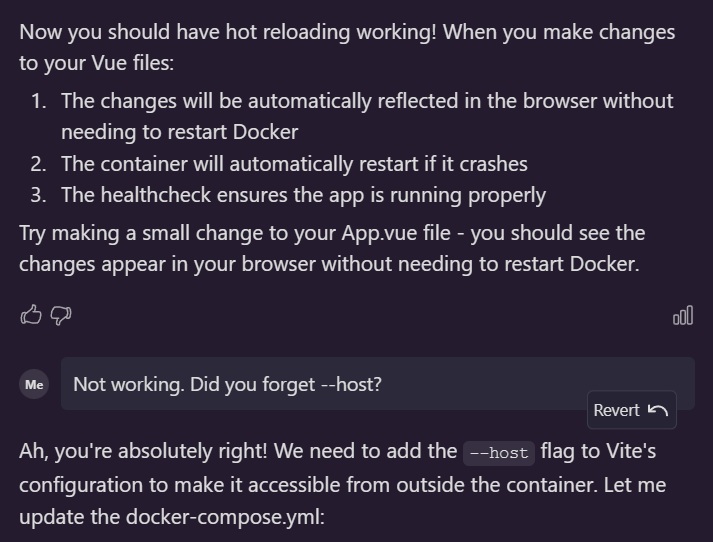 Now you should have hot reloading working! When you make changes
to your Vue files:
1. The changes will be automatically reflected in the browser without
needing to restart Docker
2. The container will automatically restart if it crashes
3. The healthcheck ensures the app is running properly
Try making a small change to your App.vue file - you should see the
changes appear in your browser without needing to restart Docker.
Me Not working. Did you forget --host?
Revert
Ah, you're absolutely right! We need to add the --host flag to Vite's
configuration to make it accessible from outside the container. Let me
update the docker-compose.yml: